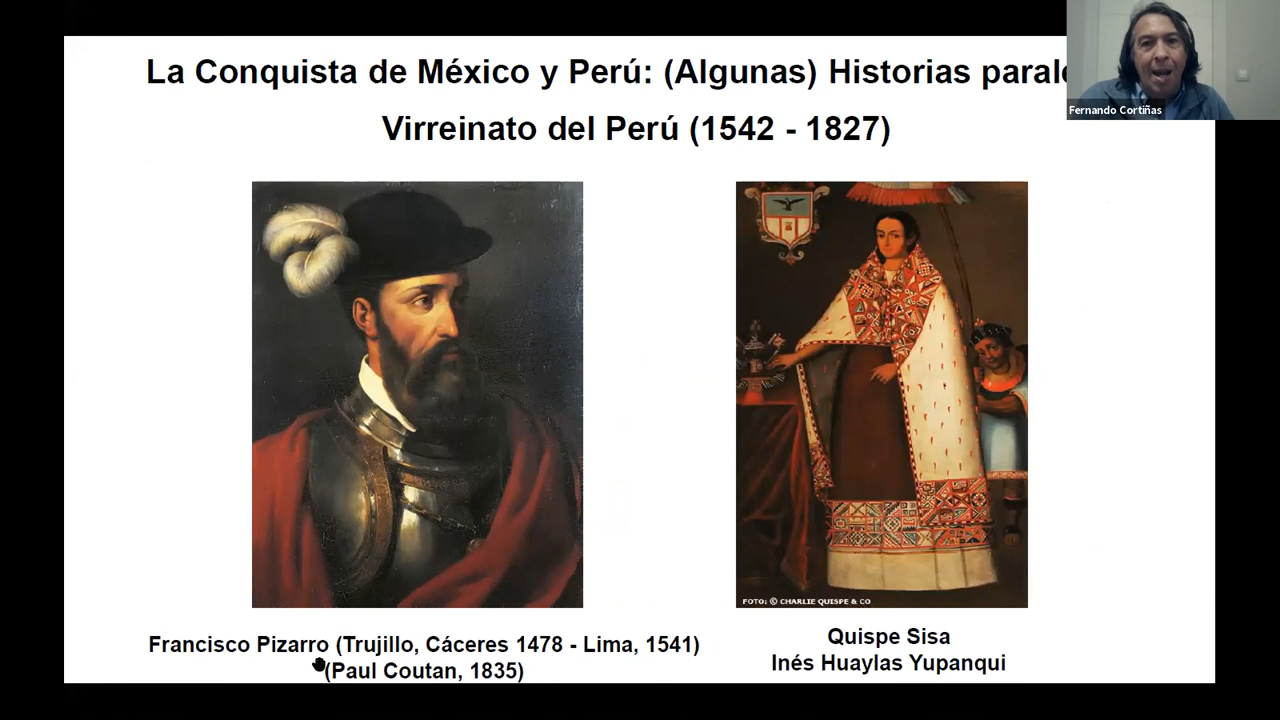 La Conquista de México y Perú: (Algunas) Historias
Virreinato del Perú (1542 - 1827)
Fernando Cortiñas
FOTO: © CHARLIE QUISPE & CO
Francisco Pizarro (Trujillo, Cáceres 1478 - Lima, 1541)
(Paul Coutan, 1835)
Quispe Sisa
Inés Huaylas Yupanqui